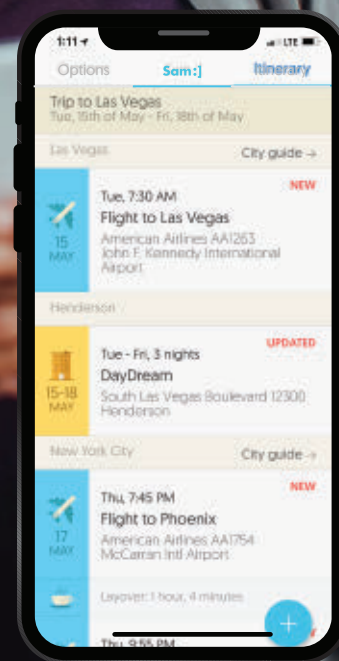 1:11
LTE
Options
Sam:]
Itinerary
Trip to Las Vegas
Tue, 15th of May - Fri, 18th of May
Las Vegas
City guide →
NEW
Tue, 7:30 AM
Flight to Las Vegas
American Airlines AA1263
John F. Kennedy International
Airport
15
MAY
Henderson
UPDATED
Tue - Fri, 3 nights
DayDream
South Las Vegas Boulevard 12300
Henderson
15-18
MAY
New York City
City guide →
NEW
Thu, 7:45 PM
Flight to Phoenix
American Airlines AA1754
McCarran Intl Airport
17
MAY
Layover: 1 hour, 4 minutes
+
Thu, 9:55 PM